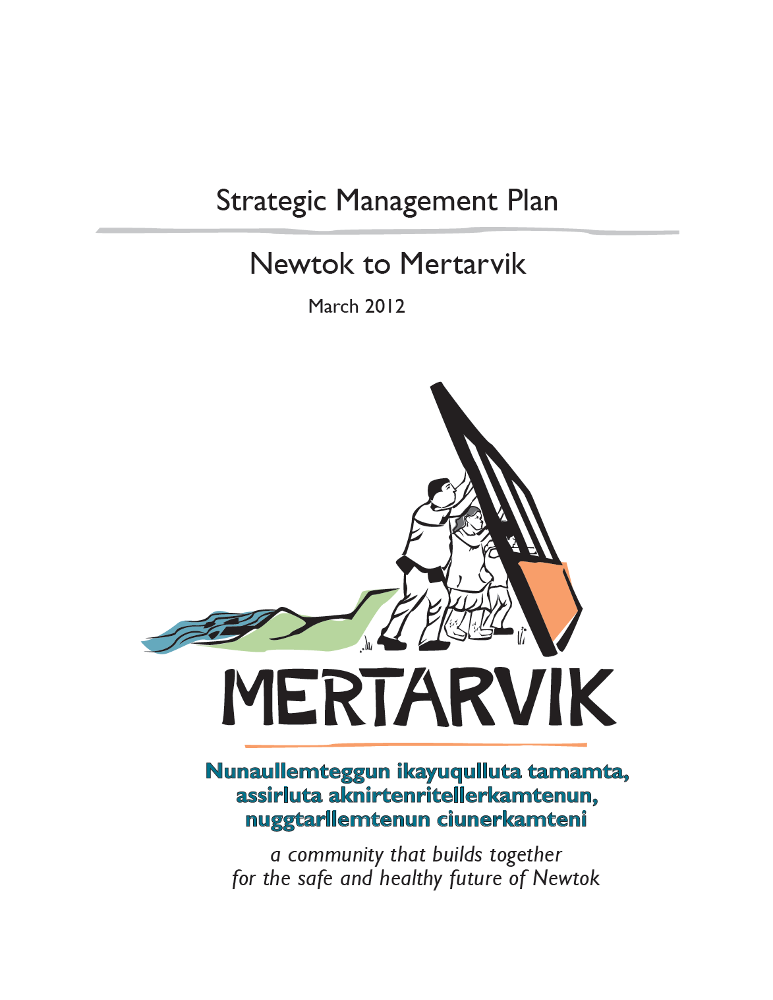 Strategic Management Plan
Newtok to Mertarvik
March 2012
MERTARVIK
Nunaullemteggun ikayuqulluta tamamta,
assirluta aknirtenritellerkamtenun,
nuggtarllemtenun ciunerkamteni
a community that builds together
for the safe and healthy future of Newtok